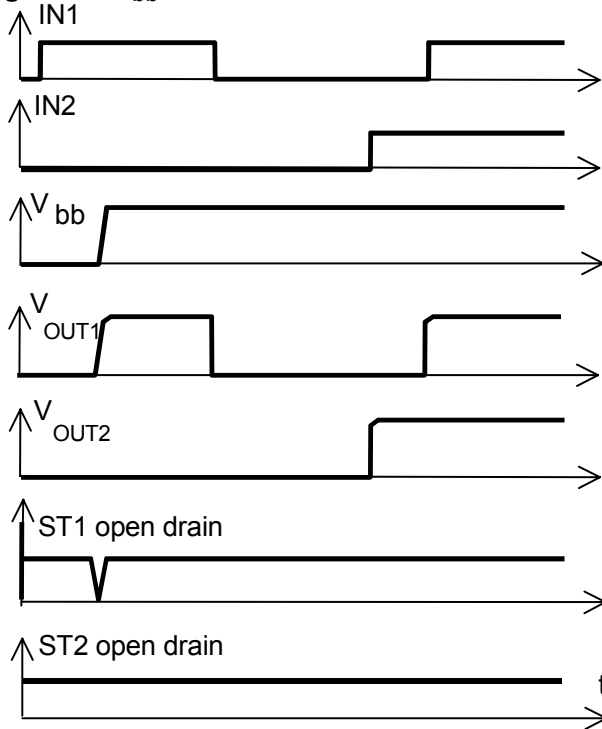 IN1
IN2
V bb
V OUT1
V OUT2
ST1 open drain
ST2 open drain
t